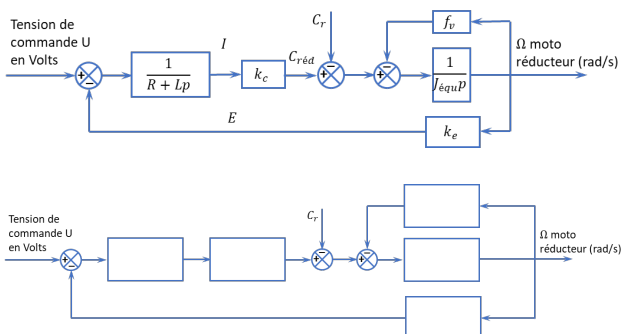 Tension de
commande U
en Volts
I
C_r
f_v
Ω moto
réducteur (rad/s)
1
R + Lp
k_c
C_réd
1
J_équ p
E
k_e
+
−
−
+
−
+
Tension de
commande U
en Volts
C_r
Ω moto
réducteur (rad/s)
+
−
−
+
−
+